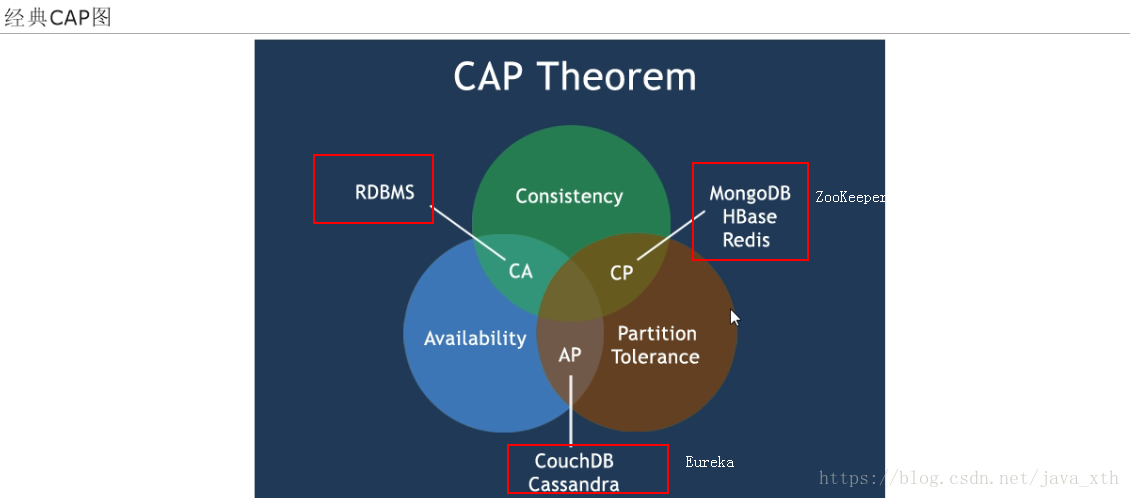 经典CAP图
CAP Theorem
RDBMS
Consistency
MongoDB
HBase
Redis
ZooKeeper
CA
CP
Availability
Partition
Tolerance
AP
CouchDB
Cassandra
Eureka
https://blog.csdn.net/java_xth